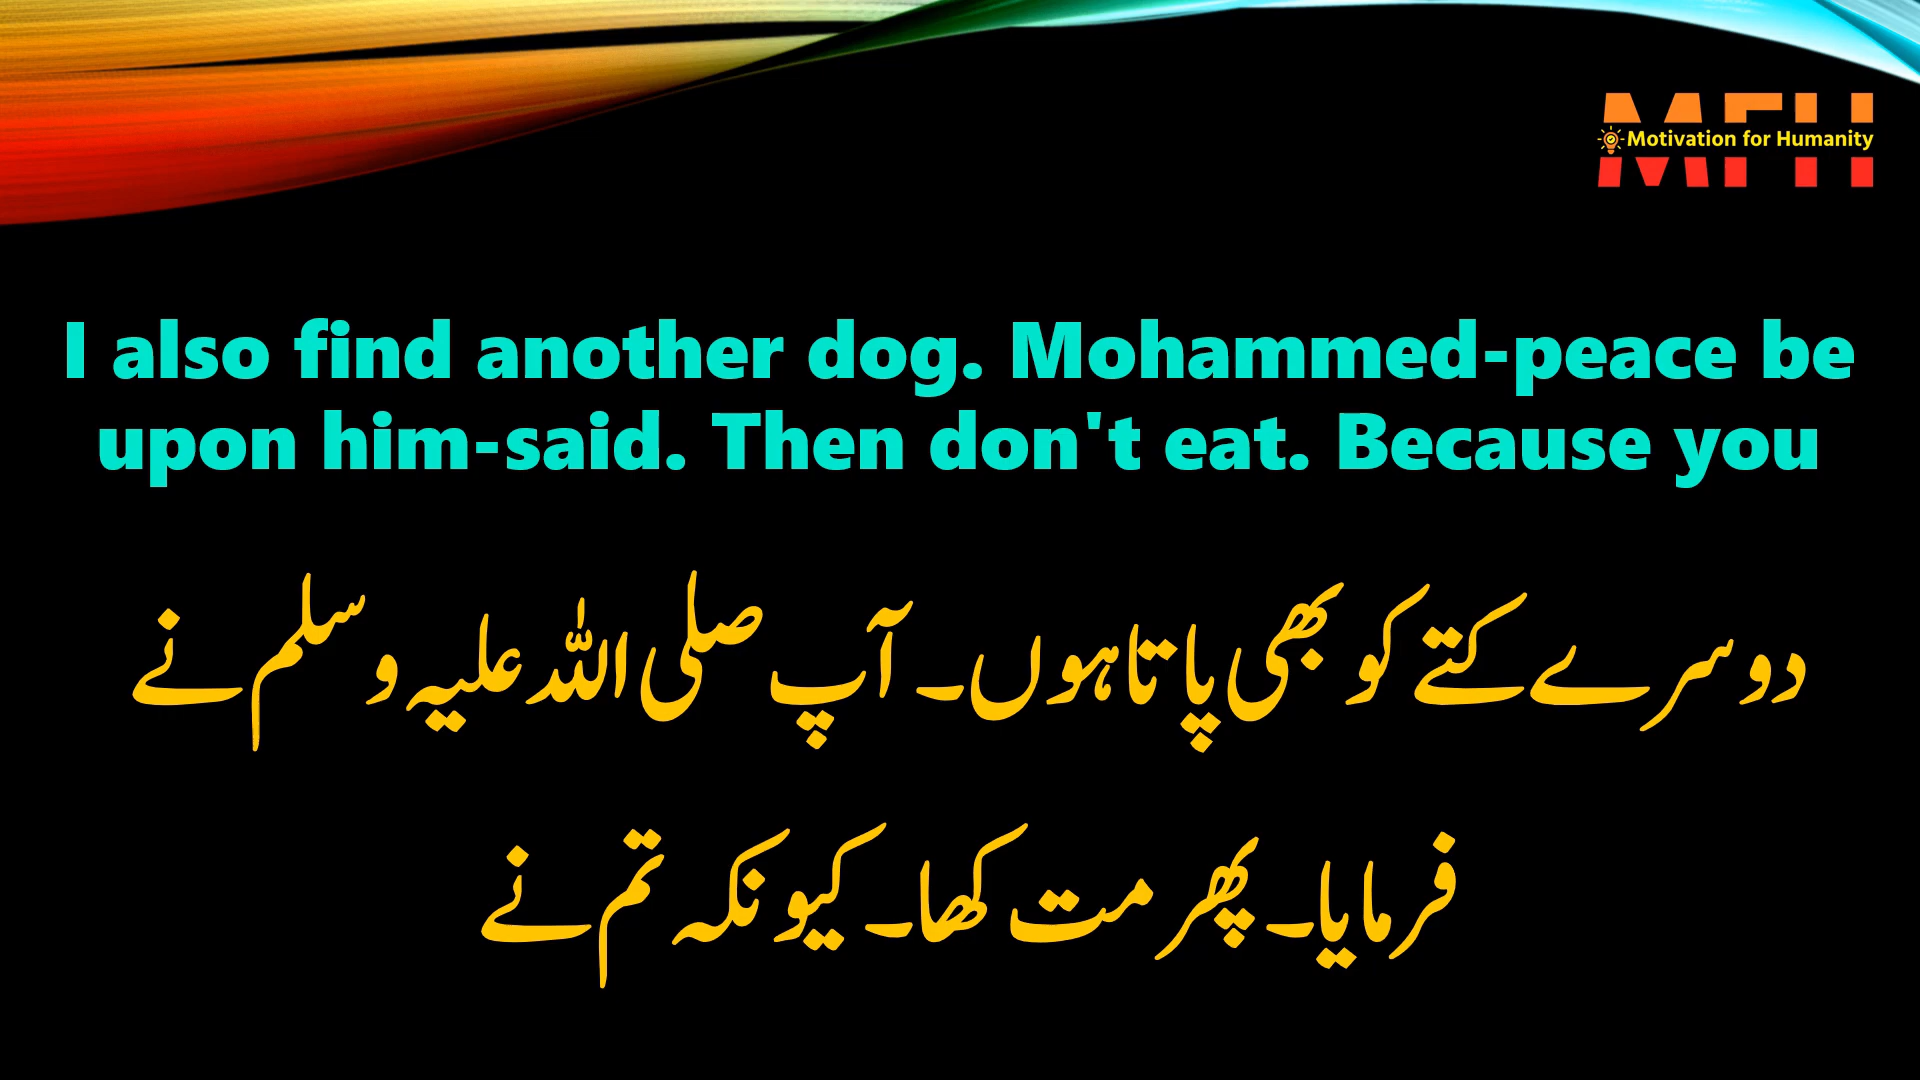 MFH
Motivation for Humanity
I also find another dog. Mohammed-peace be
upon him-said. Then don't eat. Because you
دوسرے کتے کو بھی پاتا ہوں۔ آپ صلی اللہ علیہ وسلم نے
فرمایا۔ پھر مت کھا۔ کیونکہ تم نے